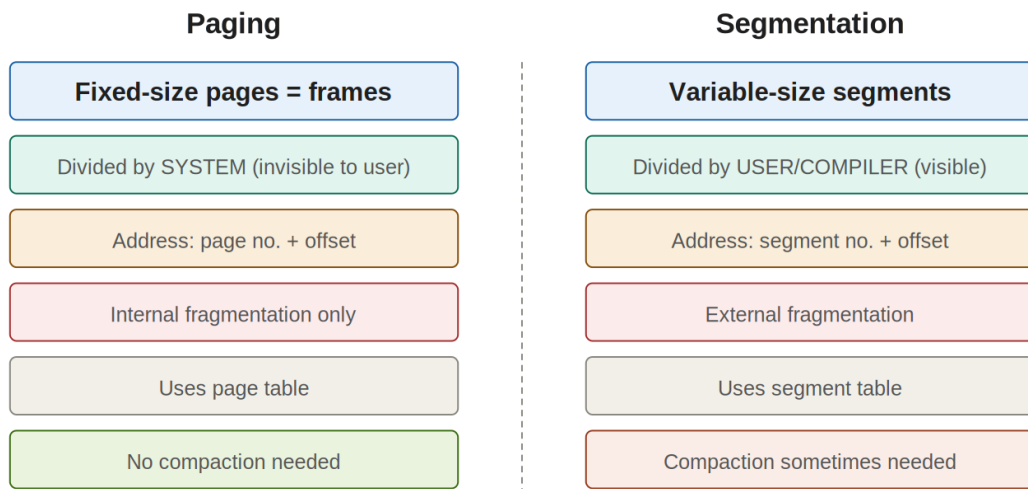 Paging
Fixed-size pages = frames
Divided by SYSTEM (invisible to user)
Address: page no. + offset
Internal fragmentation only
Uses page table
No compaction needed
Segmentation
Variable-size segments
Divided by USER/COMPILER (visible)
Address: segment no. + offset
External fragmentation
Uses segment table
Compaction sometimes needed